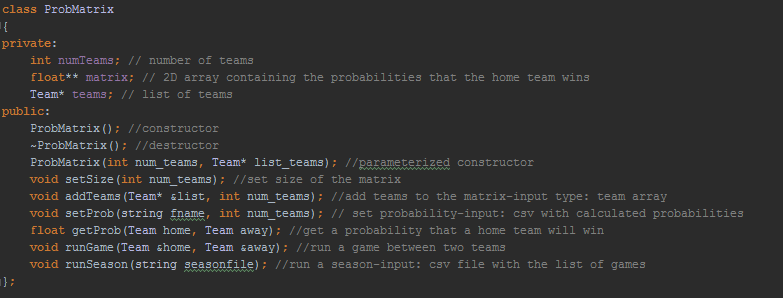 class ProbMatrix
{
private:
    int numTeams; // number of teams
    float** matrix; // 2D array containing the probabilities that the home team wins
    Team* teams; // list of teams
public:
    ProbMatrix(); //constructor
    ~ProbMatrix(); //destructor
    ProbMatrix(int num_teams, Team* list_teams); //parameterized constructor
    void setSize(int num_teams); //set size of the matrix
    void addTeams(Team* &list, int num_teams); //add teams to the matrix-input type: team array
    void setProb(string fname, int num_teams); // set probability-input: csv with calculated probabilities
    float getProb(Team home, Team away); //get a probability that a home team will win
    void runGame(Team &home, Team &away); //run a game between two teams
    void runSeason(string seasonfile); //run a season-input: csv file with the list of games
};